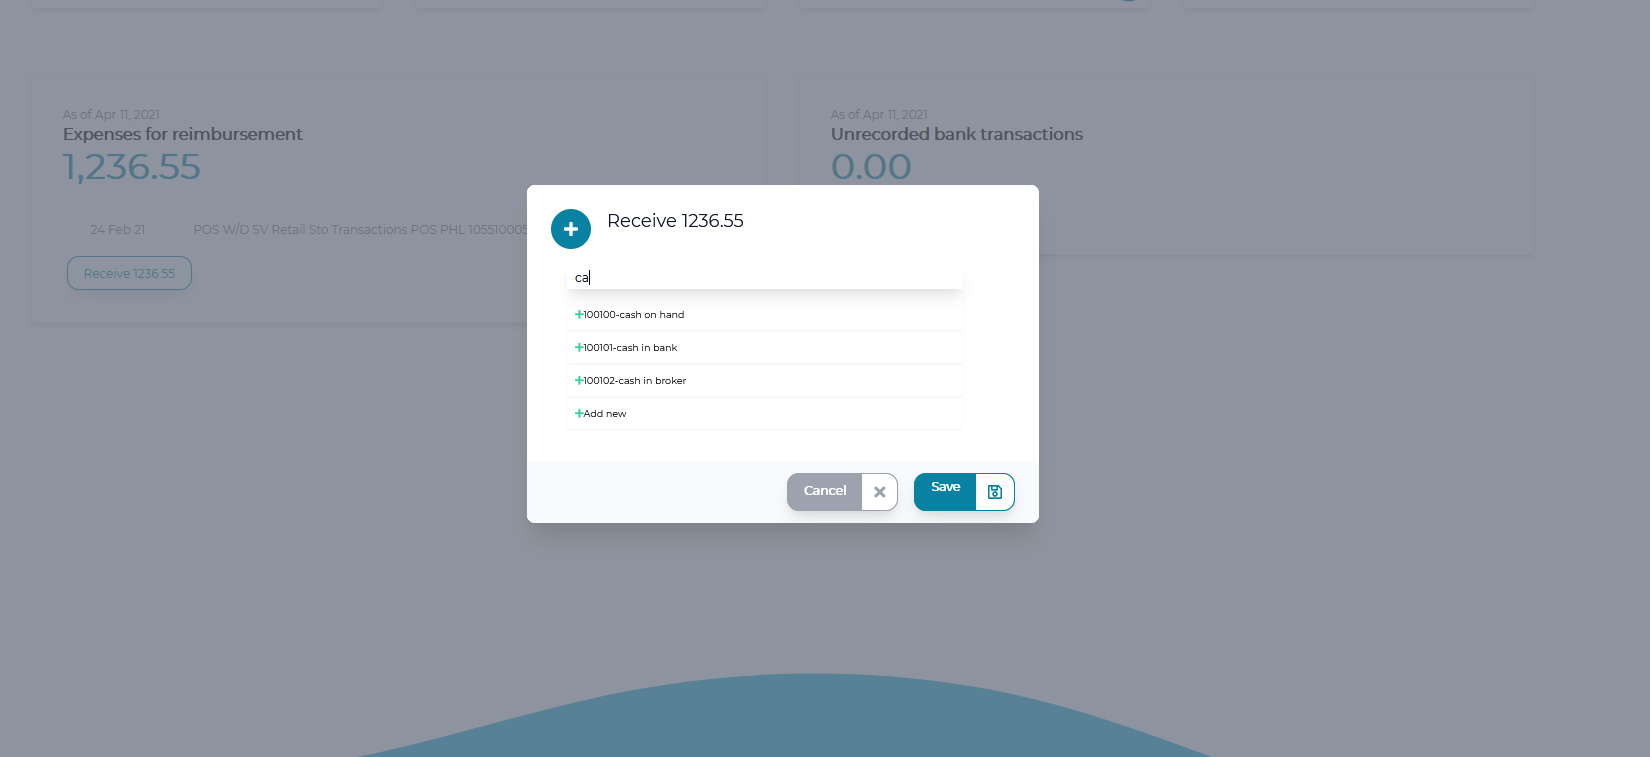 As of Apr 11, 2021
Expenses for reimbursement
1,236.55
24 Feb 21 POS W/D SV Retail Sto Transactions POS PHL 105510005
Receive 1236.55
As of Apr 11, 2021
Unrecorded bank transactions
0.00
Receive 1236.55
ca
100100-cash on hand
100101-cash in bank
100102-cash in broker
Add new
Cancel
Save